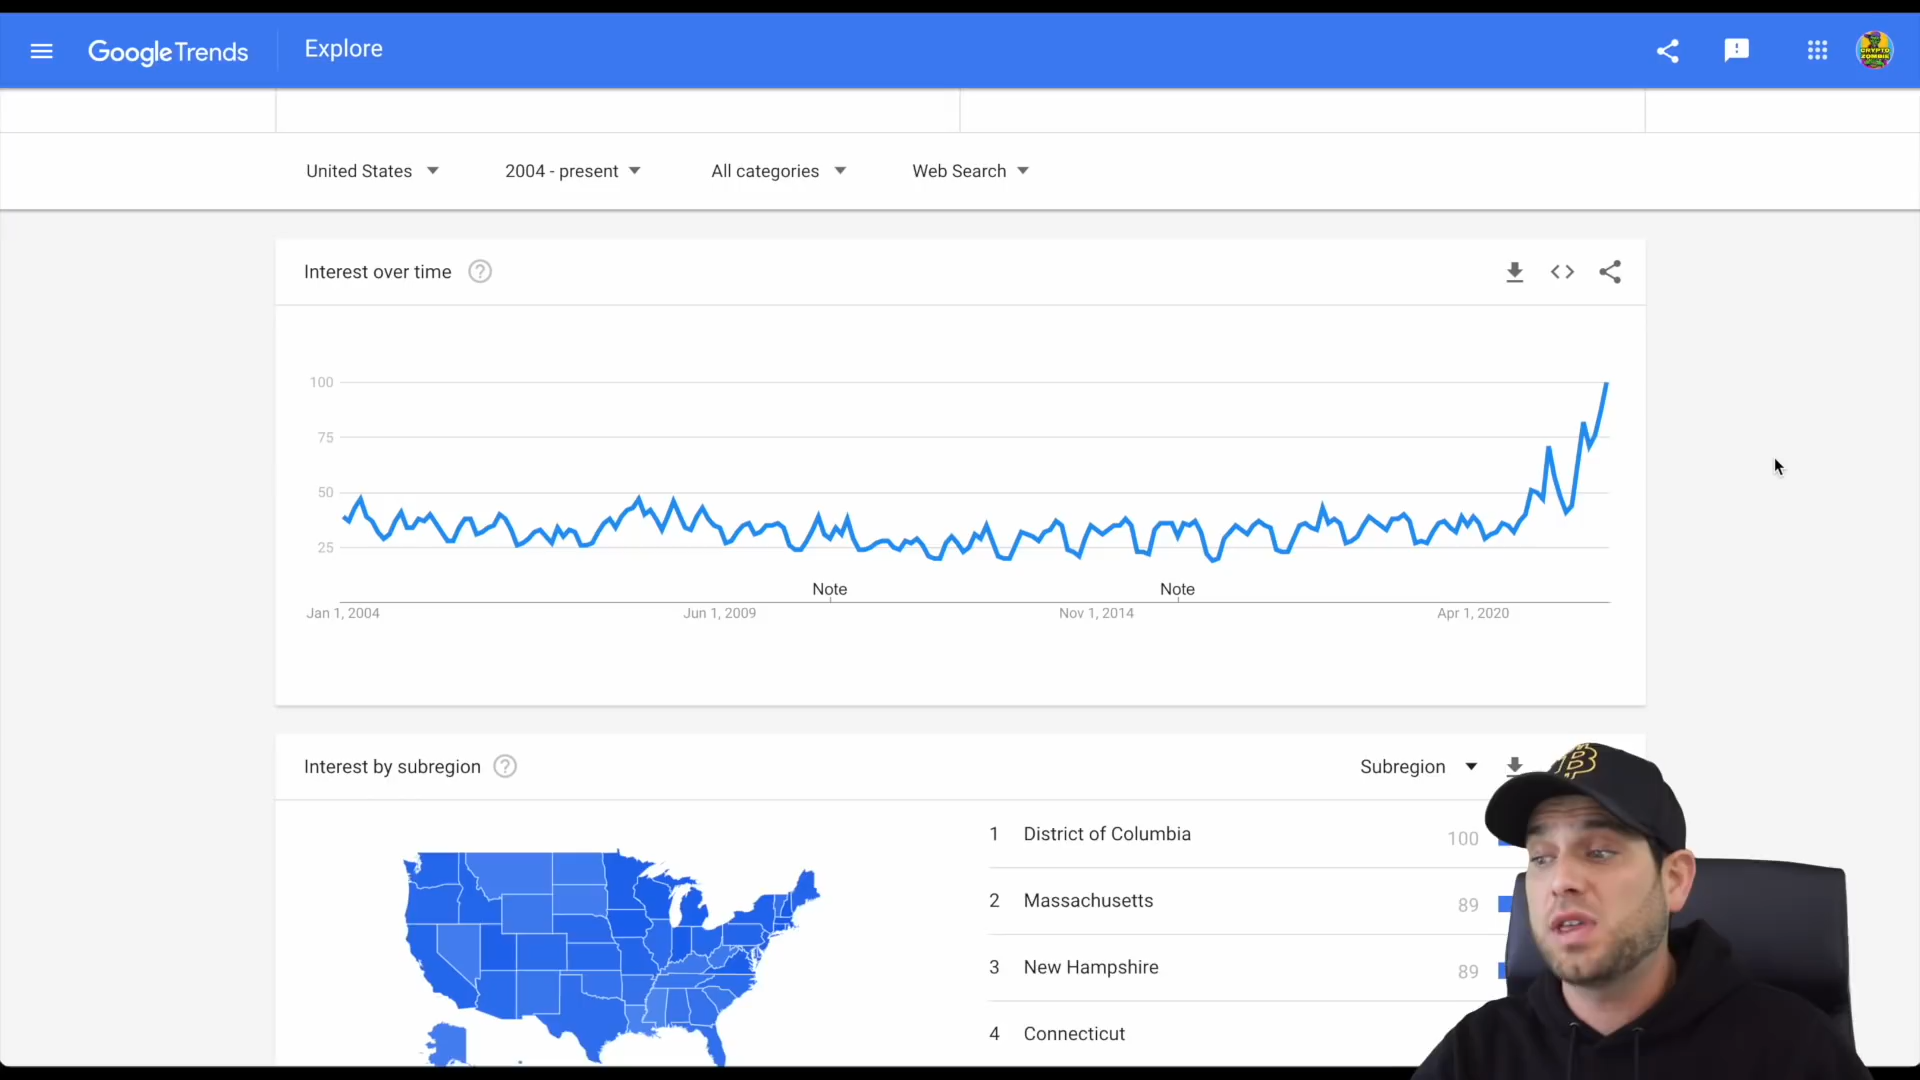 Google Trends
Explore
CRYPTO
ZOMBIE
United States
2004 - present
All categories
Web Search
Interest over time
100
75
50
25
Note
Note
Jan 1, 2004
Jun 1, 2009
Nov 1, 2014
Apr 1, 2020
Interest by subregion
Subregion
1 District of Columbia 100
2 Massachusetts 89
3 New Hampshire 89
4 Connecticut